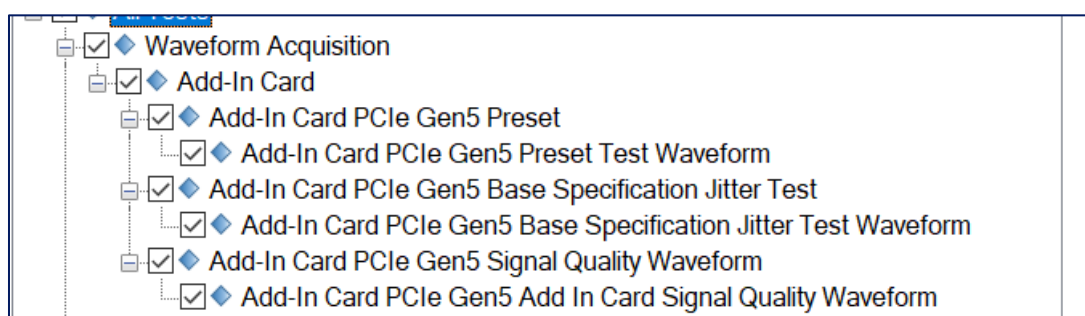 All Tests
Waveform Acquisition
Add-In Card
Add-In Card PCIe Gen5 Preset
Add-In Card PCIe Gen5 Preset Test Waveform
Add-In Card PCIe Gen5 Base Specification Jitter Test
Add-In Card PCIe Gen5 Base Specification Jitter Test Waveform
Add-In Card PCIe Gen5 Signal Quality Waveform
Add-In Card PCIe Gen5 Add In Card Signal Quality Waveform